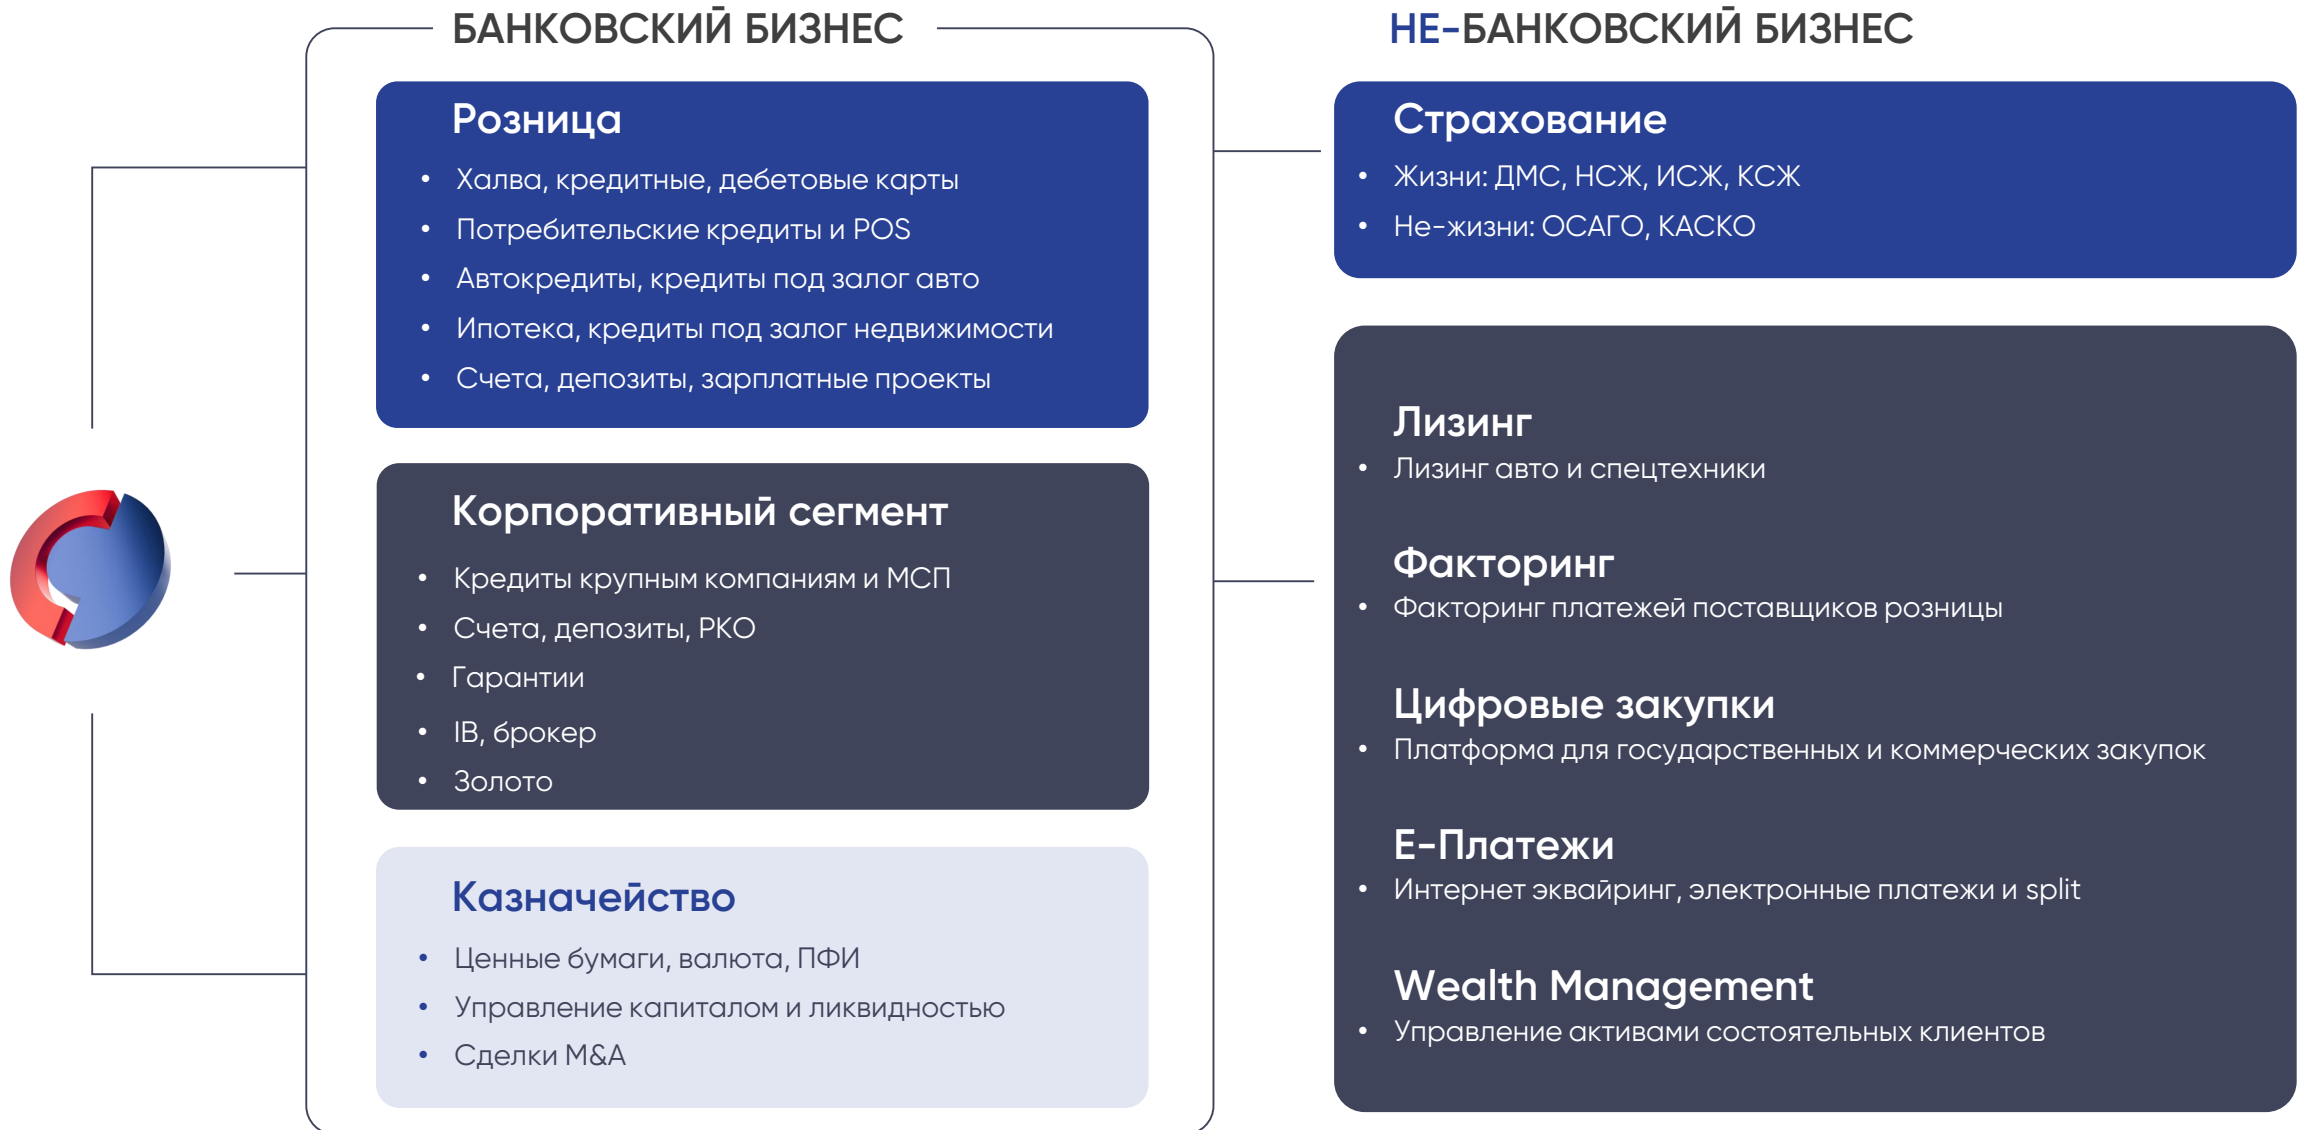 БАНКОВСКИЙ БИЗНЕС
Розница
• Халва, кредитные, дебетовые карты
• Потребительские кредиты и POS
• Автокредиты, кредиты под залог авто
• Ипотека, кредиты под залог недвижимости
• Счета, депозиты, зарплатные проекты
Корпоративный сегмент
• Кредиты крупным компаниям и МСП
• Счета, депозиты, РКО
• Гарантии
• IB, брокер
• Золото
Казначейство
• Ценные бумаги, валюта, ПФИ
• Управление капиталом и ликвидностью
• Сделки M&A
НЕ-БАНКОВСКИЙ БИЗНЕС
Страхование
• Жизни: ДМС, НСЖ, ИСЖ, КСЖ
• Не-жизни: ОСАГО, КАСКО
Лизинг
• Лизинг авто и спецтехники
Факторинг
• Факторинг платежей поставщиков розницы
Цифровые закупки
• Платформа для государственных и коммерческих закупок
Е-Платежи
• Интернет эквайринг, электронные платежи и split
Wealth Management
• Управление активами состоятельных клиентов